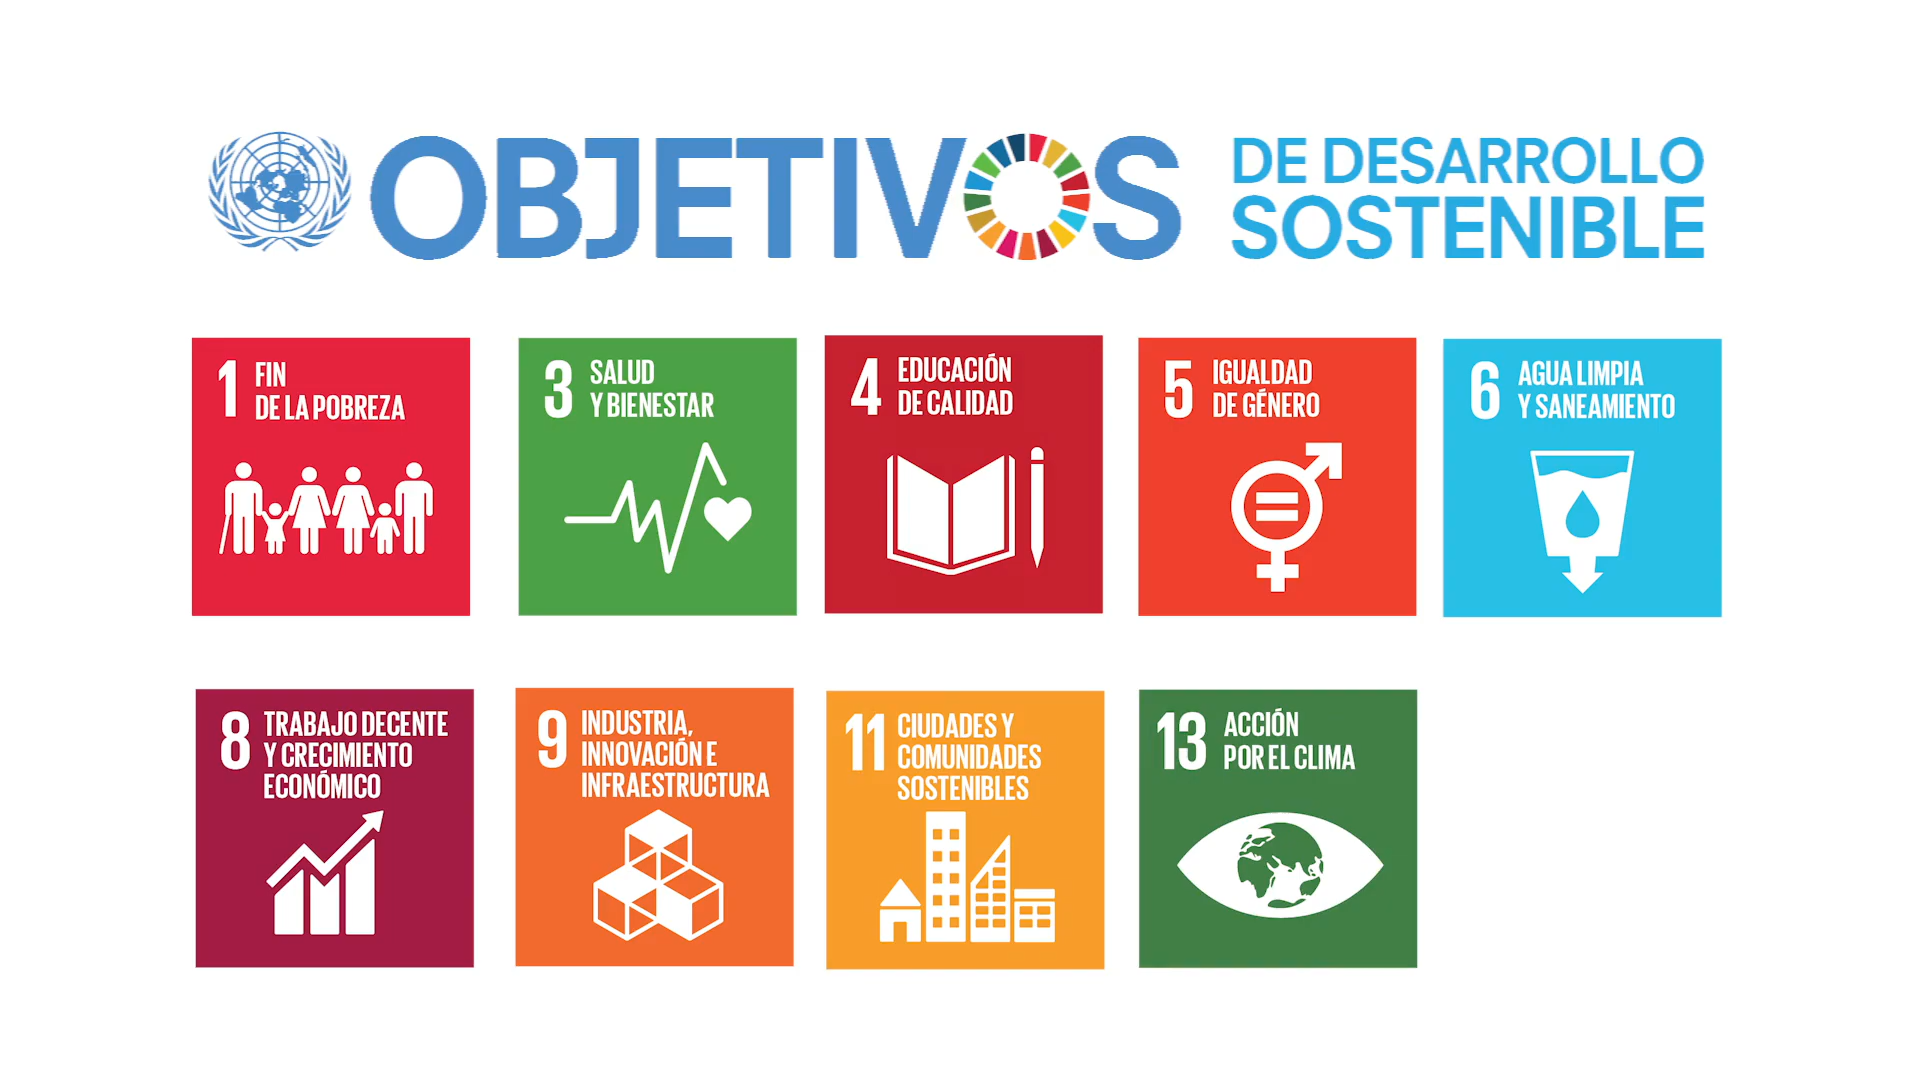 OBJETIVOS DE DESARROLLO
SOSTENIBLE
1 FIN
DE LA POBREZA
3 SALUD
Y BIENESTAR
4 EDUCACIÓN
DE CALIDAD
5 IGUALDAD
DE GÉNERO
6 AGUA LIMPIA
Y SANEAMIENTO
8 TRABAJO DECENTE
Y CRECIMIENTO
ECONÓMICO
9 INDUSTRIA,
INNOVACIÓN E
INFRAESTRUCTURA
11 CIUDADES Y
COMUNIDADES
SOSTENIBLES
13 ACCIÓN
POR EL CLIMA